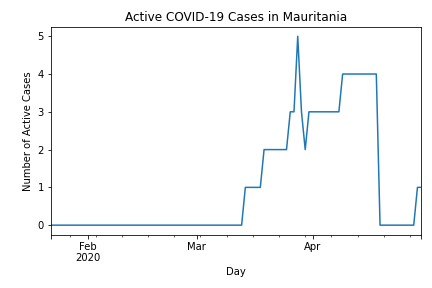 Active COVID-19 Cases in Mauritania
Number of Active Cases
5
4
3
2
1
0
Feb
2020
Mar
Apr
Day